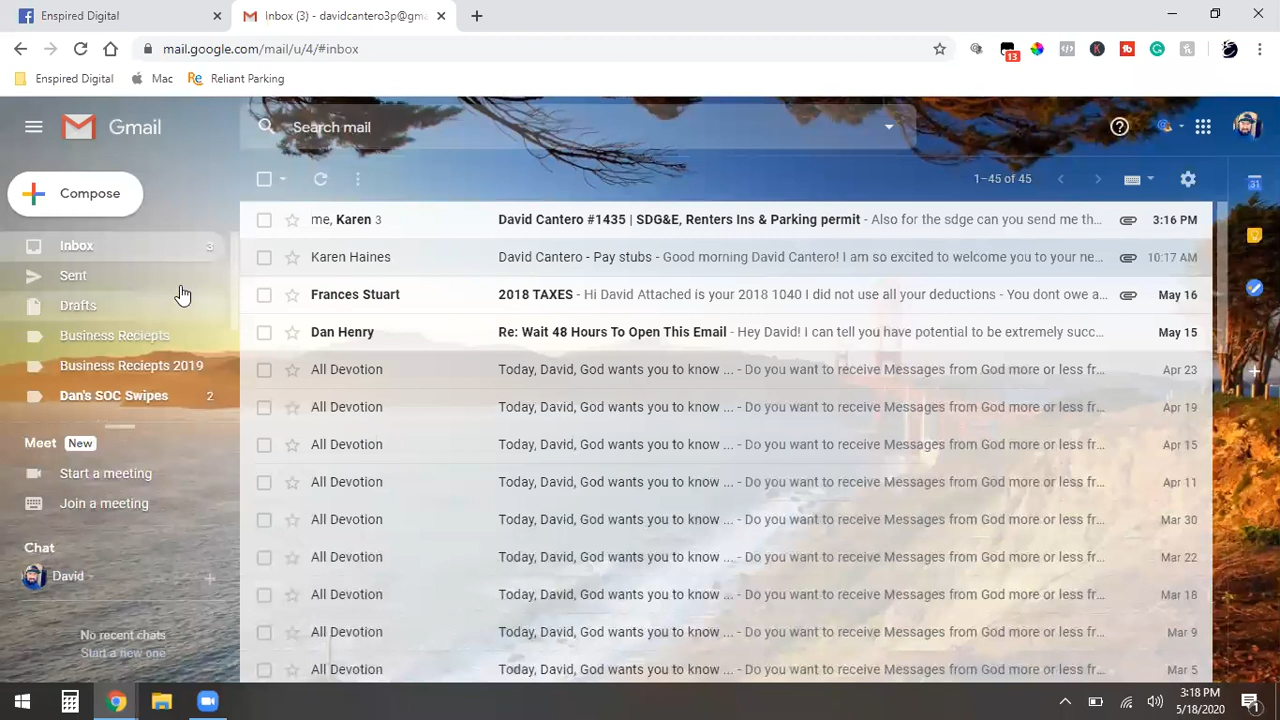 Enspired Digital
Inbox (3) - davidcantero3p@gma
mail.google.com/mail/u/4/#inbox
13
Enspired Digital
Mac
Reliant Parking
Gmail
Search mail
Compose
1–45 of 45
31
Inbox 3
Sent
Drafts
Business Reciepts
Business Reciepts 2019
Dan's SOC Swipes 2
Meet New
Start a meeting
Join a meeting
Chat
David
No recent chats
Start a new one
me, Karen 3 David Cantero #1435 | SDG&E, Renters Ins & Parking permit - Also for the sdge can you send me th... 3:16 PM
Karen Haines David Cantero - Pay stubs - Good morning David Cantero! I am so excited to welcome you to your ne... 10:17 AM
Frances Stuart 2018 TAXES - Hi David Attached is your 2018 1040 I did not use all your deductions - You dont owe a... May 16
Dan Henry Re: Wait 48 Hours To Open This Email - Hey David! I can tell you have potential to be extremely succ... May 15
All Devotion Today, David, God wants you to know ... - Do you want to receive Messages from God more or less fr... Apr 23
All Devotion Today, David, God wants you to know ... - Do you want to receive Messages from God more or less fr... Apr 19
All Devotion Today, David, God wants you to know ... - Do you want to receive Messages from God more or less fr... Apr 15
All Devotion Today, David, God wants you to know ... - Do you want to receive Messages from God more or less fr... Apr 11
All Devotion Today, David, God wants you to know ... - Do you want to receive Messages from God more or less fr... Mar 30
All Devotion Today, David, God wants you to know ... - Do you want to receive Messages from God more or less fr... Mar 22
All Devotion Today, David, God wants you to know ... - Do you want to receive Messages from God more or less fr... Mar 18
All Devotion Today, David, God wants you to know ... - Do you want to receive Messages from God more or less fr... Mar 9
All Devotion Today, David, God wants you to know ... - Do you want to receive Messages from God more or less fr... Mar 5
3:18 PM
5/18/2020
1